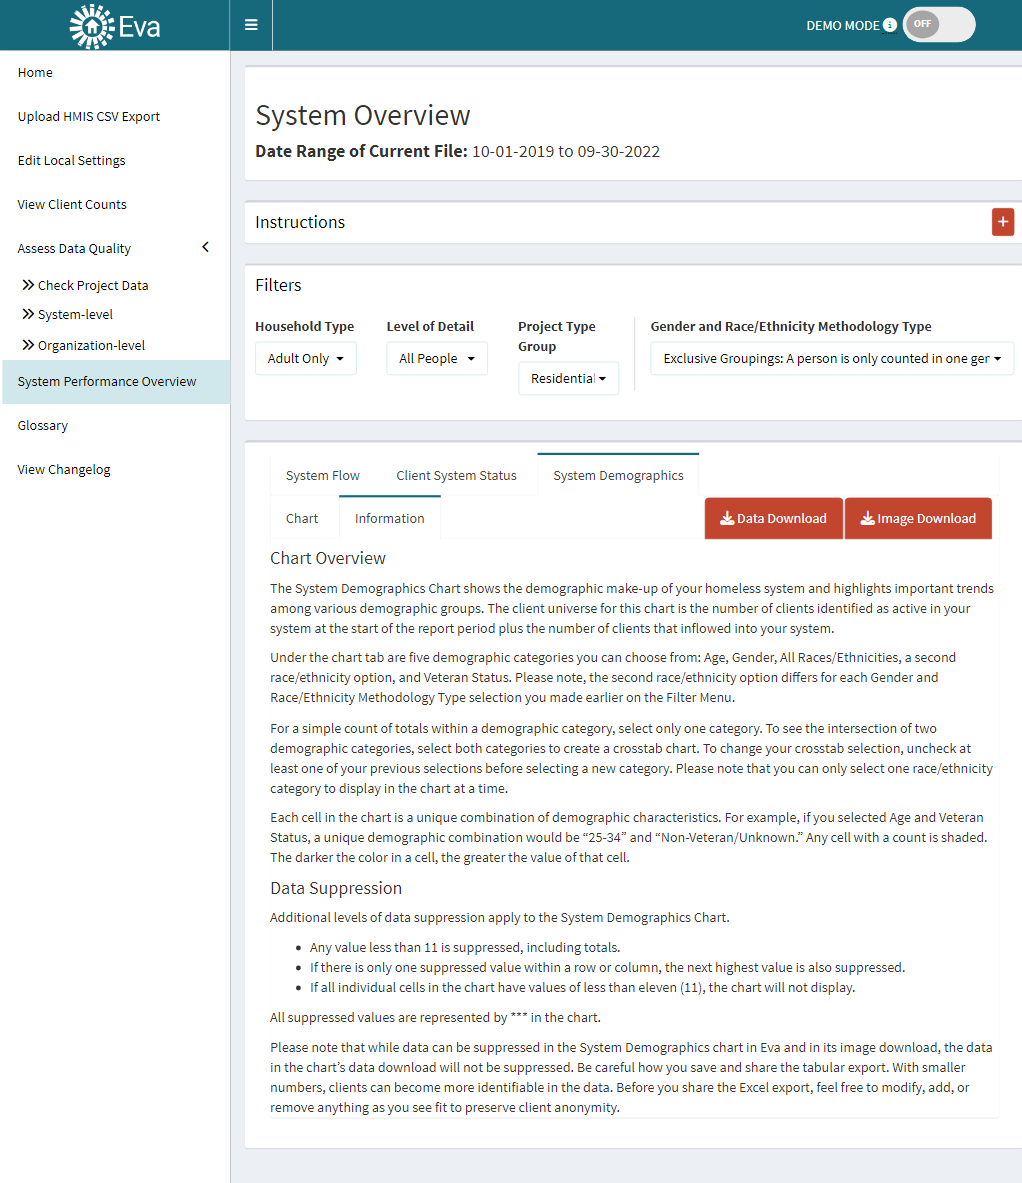 Eva
DEMO MODE
OFF
Home
Upload HMIS CSV Export
Edit Local Settings
View Client Counts
Assess Data Quality
Check Project Data
System-level
Organization-level
System Performance Overview
Glossary
View Changelog
System Overview
Date Range of Current File: 10-01-2019 to 09-30-2022
Instructions
Filters
Household Type
Adult Only
Level of Detail
All People
Project Type
Group
Residential
Gender and Race/Ethnicity Methodology Type
Exclusive Groupings: A person is only counted in one ger
System Flow
Client System Status
System Demographics
Chart
Information
Data Download
Image Download
Chart Overview
The System Demographics Chart shows the demographic make-up of your homeless system and highlights important trends
among various demographic groups. The client universe for this chart is the number of clients identified as active in your
system at the start of the report period plus the number of clients that inflowed into your system.
Under the chart tab are five demographic categories you can choose from: Age, Gender, All Races/Ethnicities, a second
race/ethnicity option, and Veteran Status. Please note, the second race/ethnicity option differs for each Gender and
Race/Ethnicity Methodology Type selection you made earlier on the Filter Menu.
For a simple count of totals within a demographic category, select only one category. To see the intersection of two
demographic categories, select both categories to create a crosstab chart. To change your crosstab selection, uncheck at
least one of your previous selections before selecting a new category. Please note that you can only select one race/ethnicity
category to display in the chart at a time.
Each cell in the chart is a unique combination of demographic characteristics. For example, if you selected Age and Veteran
Status, a unique demographic combination would be “25-34” and “Non-Veteran/Unknown.” Any cell with a count is shaded.
The darker the color in a cell, the greater the value of that cell.
Data Suppression
Additional levels of data suppression apply to the System Demographics Chart.
• Any value less than 11 is suppressed, including totals.
• If there is only one suppressed value within a row or column, the next highest value is also suppressed.
• If all individual cells in the chart have values of less than eleven (11), the chart will not display.
All suppressed values are represented by *** in the chart.
Please note that while data can be suppressed in the System Demographics chart in Eva and in its image download, the data
in the chart’s data download will not be suppressed. Be careful how you save and share the tabular export. With smaller
numbers, clients can become more identifiable in the data. Before you share the Excel export, feel free to modify, add, or
remove anything as you see fit to preserve client anonymity.